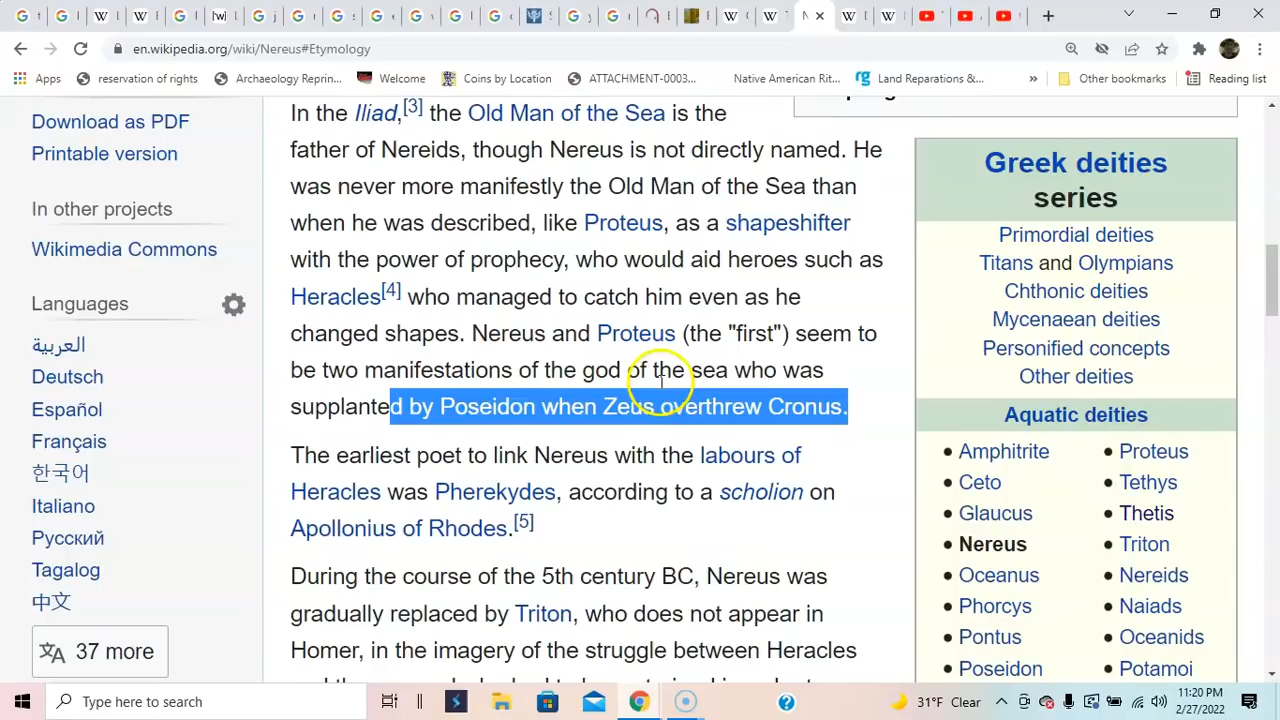 en.wikipedia.org/wiki/Nereus#Etymology
Apps
reservation of rights
Archaeology Reprin...
Welcome
Coins by Location
ATTACHMENT-0003...
Native American Rit...
Land Reparations &...
»
Other bookmarks
Reading list
Download as PDF
Printable version
In other projects
Wikimedia Commons
Languages
العربية
Deutsch
Español
Français
한국어
Italiano
Русский
Tagalog
中文
37 more
In the Iliad,[3] the Old Man of the Sea is the
father of Nereids, though Nereus is not directly named. He
was never more manifestly the Old Man of the Sea than
when he was described, like Proteus, as a shapeshifter
with the power of prophecy, who would aid heroes such as
Heracles[4] who managed to catch him even as he
changed shapes. Nereus and Proteus (the "first") seem to
be two manifestations of the god of the sea who was
supplanted by Poseidon when Zeus overthrew Cronus.
The earliest poet to link Nereus with the labours of
Heracles was Pherekydes, according to a scholion on
Apollonius of Rhodes.[5]
During the course of the 5th century BC, Nereus was
gradually replaced by Triton, who does not appear in
Homer, in the imagery of the struggle between Heracles
Greek deities
series
Primordial deities
Titans and Olympians
Chthonic deities
Mycenaean deities
Personified concepts
Other deities
Aquatic deities
• Amphitrite
• Ceto
• Glaucus
• Nereus
• Oceanus
• Phorcys
• Pontus
• Poseidon
• Proteus
• Tethys
• Thetis
• Triton
• Nereids
• Naiads
• Oceanids
• Potamoi
Type here to search
31°F Clear
11:20 PM
2/27/2022